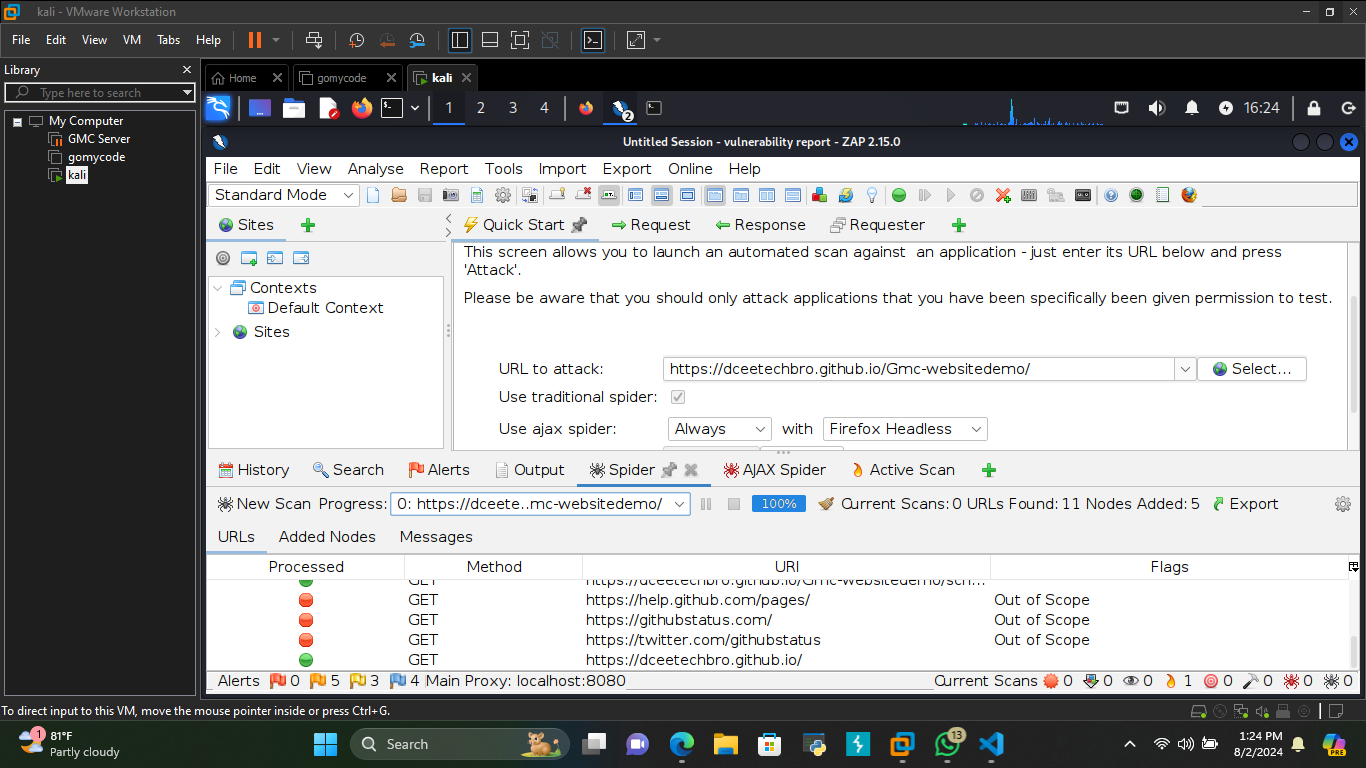 kali - VMware Workstation
File Edit View VM Tabs Help
Library
Type here to search
My Computer
GMC Server
gomycode
kali
Home gomycode kali
1 2 3 4 2 16:24
Untitled Session - vulnerability report - ZAP 2.15.0
File Edit View Analyse Report Tools Import Export Online Help
Standard Mode
Sites
Quick Start Request Response Requester
Contexts
Default Context
Sites
This screen allows you to launch an automated scan against an application - just enter its URL below and press
'Attack'.
Please be aware that you should only attack applications that you have been specifically been given permission to test.
URL to attack: https://dceetechbro.github.io/Gmc-websitedemo/ Select...
Use traditional spider:
Use ajax spider: Always with Firefox Headless
History Search Alerts Output Spider AJAX Spider Active Scan
New Scan Progress: 0: https://dceete..mc-websitedemo/ 100% Current Scans: 0 URLs Found: 11 Nodes Added: 5 Export
URLs Added Nodes Messages
Processed Method URI Flags
GET https://dceetechbro.github.io/Gmc-websitedemo/sch...
GET https://help.github.com/pages/ Out of Scope
GET https://githubstatus.com/ Out of Scope
GET https://twitter.com/githubstatus Out of Scope
GET https://dceetechbro.github.io/
Alerts 0 5 3 4 Main Proxy: localhost:8080 Current Scans 0 0 0 1 0 0 0 0
To direct input to this VM, move the mouse pointer inside or press Ctrl+G.
1 81°F
Partly cloudy
Search
13
1:24 PM
8/2/2024
PRE